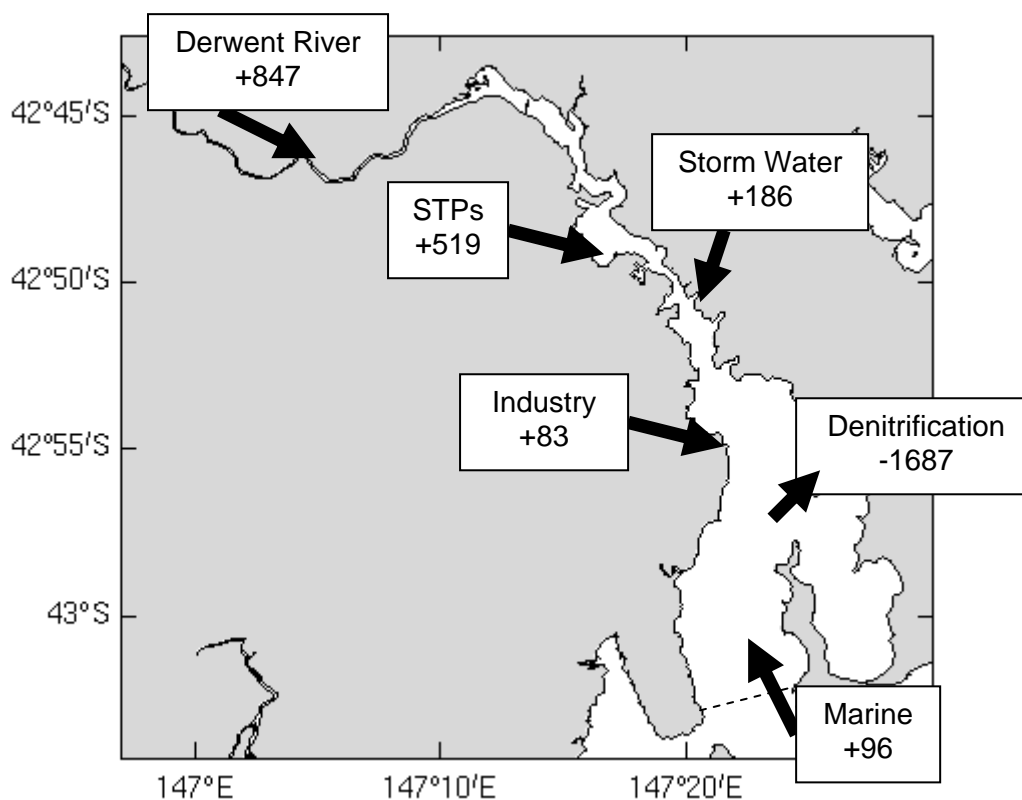 Derwent River
+847
42°45'S
Storm Water
+186
STPs
+519
42°50'S
Industry
+83
Denitrification
-1687
42°55'S
43°S
Marine
+96
147°E
147°10'E
147°20'E